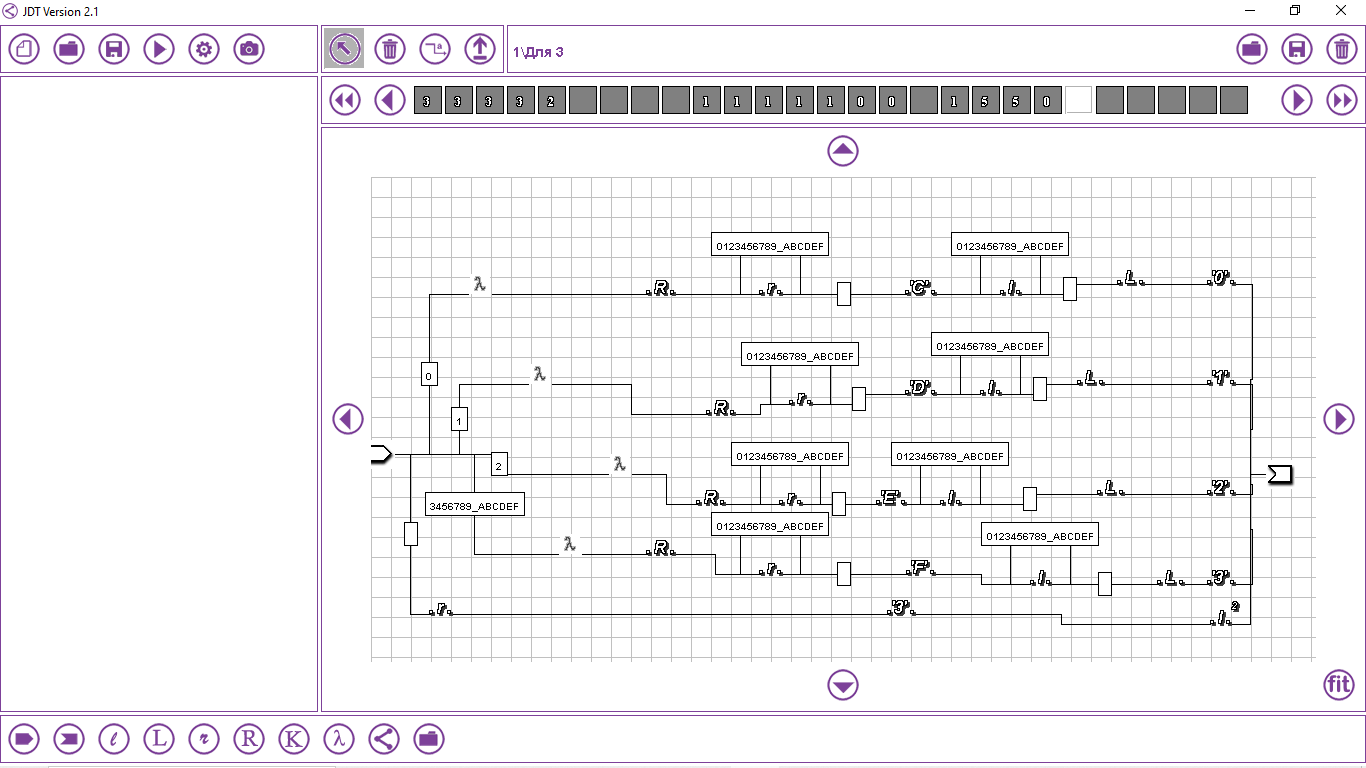 JDT Version 2.1
a
1\Для 3
3 3 3 3 2 1 1 1 1 1 0 0 1 5 5 0
0123456789_ABCDEF 0123456789_ABCDEF
λ .R. .r. .'C'. .l. .L. .'0'.
0
0123456789_ABCDEF 0123456789_ABCDEF
λ .R. .r. .'D'. .l. .L. .'1'.
1
0123456789_ABCDEF 0123456789_ABCDEF
2 λ .R. .r. .'E'. .l. .L. .'2'.
3456789_ABCDEF
0123456789_ABCDEF 0123456789_ABCDEF
λ .R. .r. .'F'. .l. .L. .'3'.
.r. .'3'. .l. 2
fit
l L r R K λ